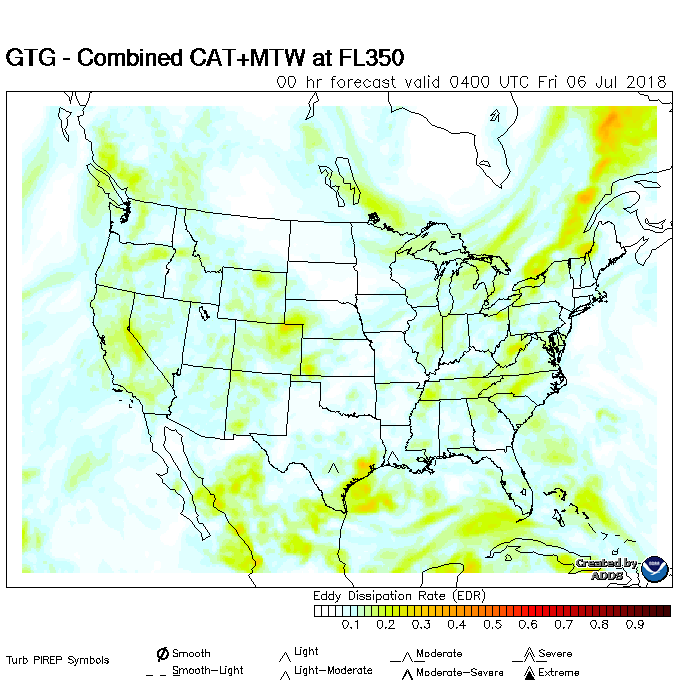 GTG - Combined CAT+MTW at FL350
00 hr forecast valid 0400 UTC Fri 06 Jul 2018
Created by
ADDS
Eddy Dissipation Rate (EDR)
0.1 0.2 0.3 0.4 0.5 0.6 0.7 0.8 0.9
Turb PIREP Symbols
Smooth Light Moderate Severe
Smooth-Light Light-Moderate Moderate-Severe Extreme